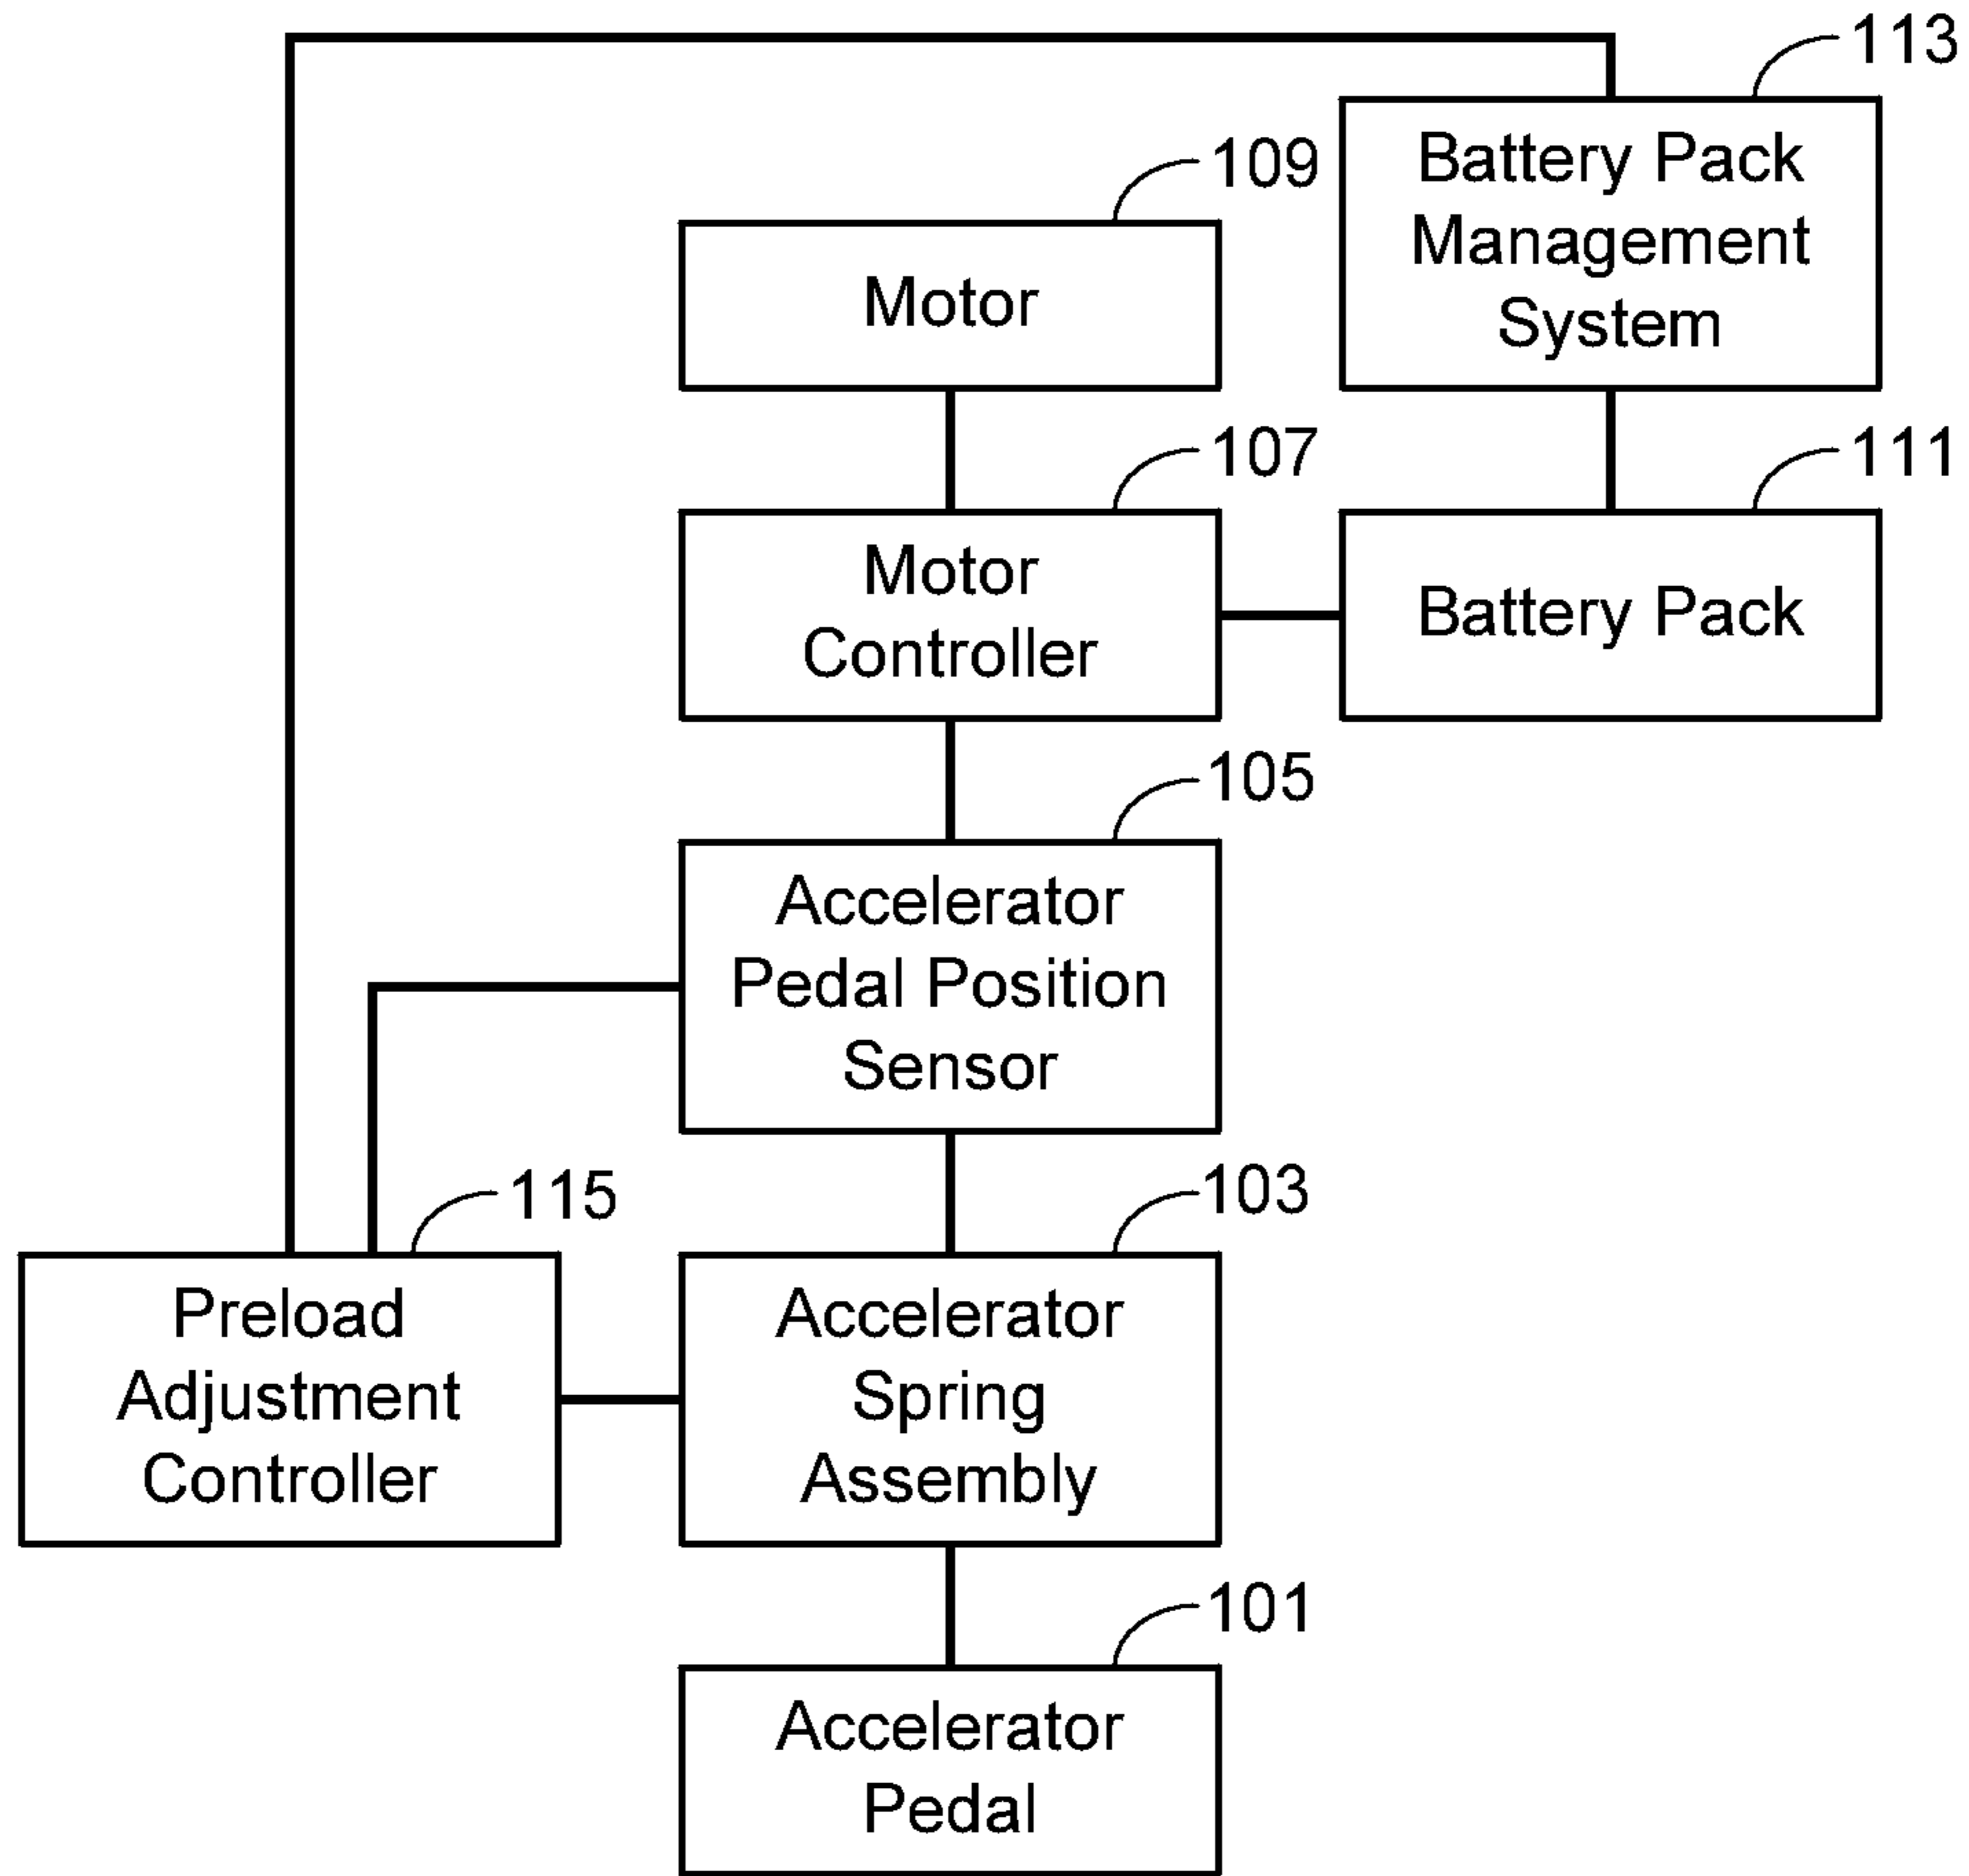 113
Battery Pack
Management
System
109
Motor
107
Motor
Controller
111
Battery Pack
105
Accelerator
Pedal Position
Sensor
115
Preload
Adjustment
Controller
103
Accelerator
Spring
Assembly
101
Accelerator
Pedal